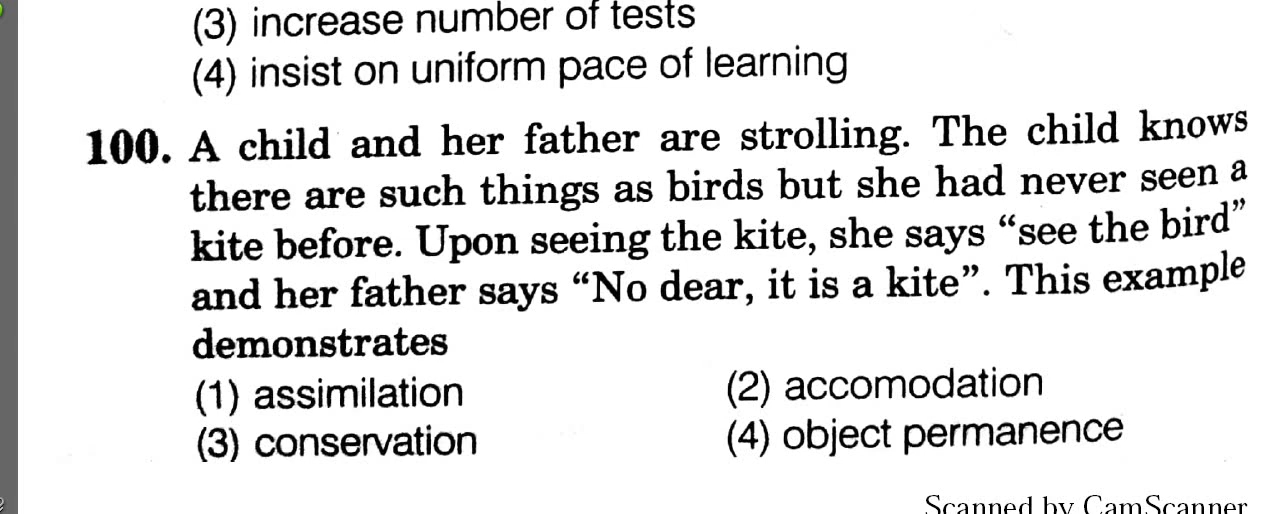 (3) increase number of tests
(4) insist on uniform pace of learning
100. A child and her father are strolling. The child knows
there are such things as birds but she had never seen a
kite before. Upon seeing the kite, she says “see the bird”
and her father says “No dear, it is a kite”. This example
demonstrates
(1) assimilation (2) accomodation
(3) conservation (4) object permanence
Scanned by CamScanner